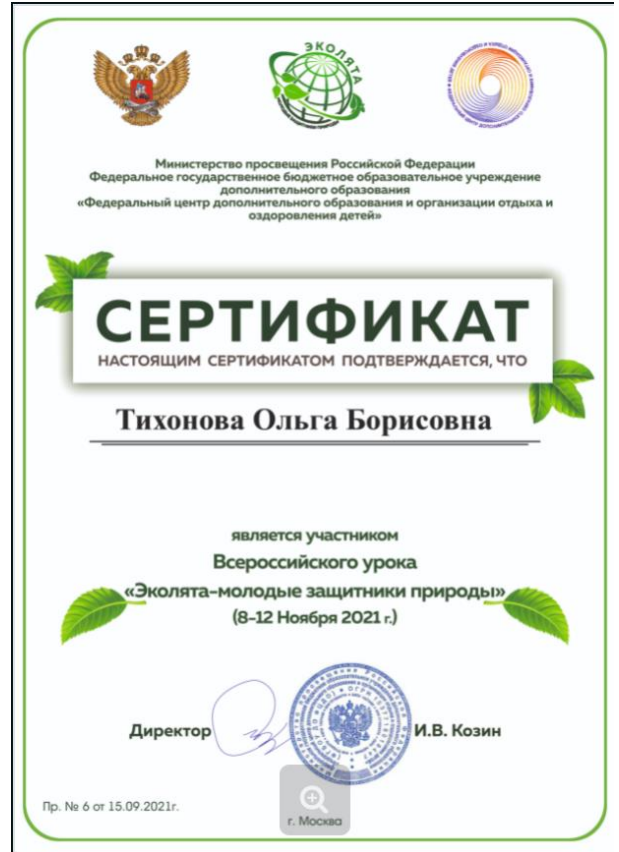 ЭКОЛЯТА
Министерство просвещения Российской Федерации
Федеральное государственное бюджетное образовательное учреждение
дополнительного образования
«Федеральный центр дополнительного образования и организации отдыха и
оздоровления детей»
СЕРТИФИКАТ
НАСТОЯЩИМ СЕРТИФИКАТОМ ПОДТВЕРЖДАЕТСЯ, ЧТО
Тихонова Ольга Борисовна
является участником
Всероссийского урока
«Эколята-молодые защитники природы»
(8-12 Ноября 2021 г.)
Директор
И.В. Козин
Пр. № 6 от 15.09.2021г.
г. Москва